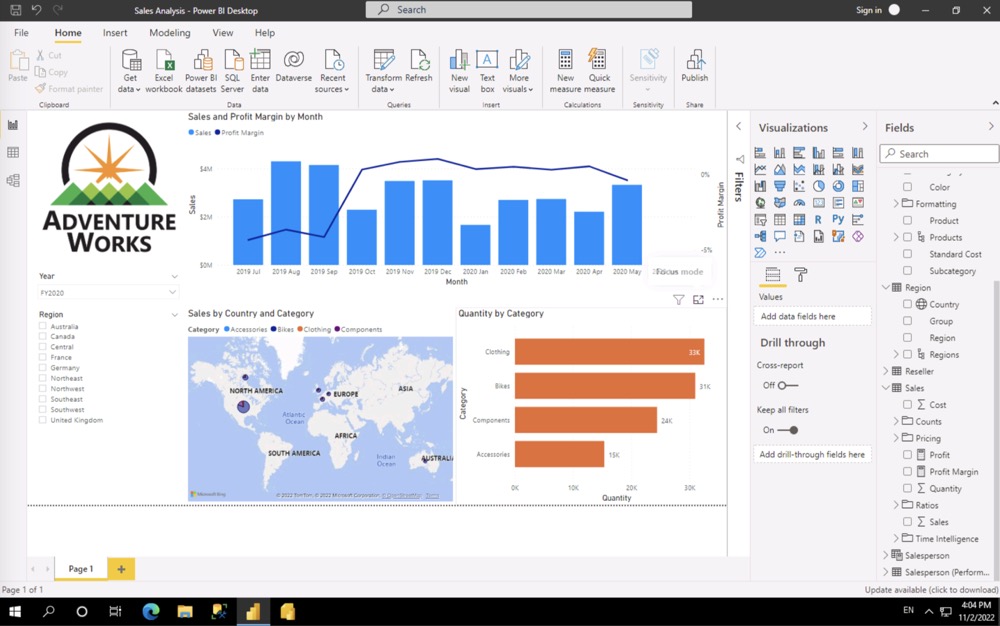 Sales Analysis - Power BI Desktop
Search
Sign in
File Home Insert Modeling View Help
Paste
Cut
Copy
Format painter
Clipboard
Get data
Excel workbook
Power BI datasets
SQL Server
Enter data
Dataverse
Recent sources
Data
Transform data
Refresh
Queries
New visual
Text box
More visuals
Insert
New measure
Quick measure
Calculations
Sensitivity
Sensitivity
Publish
Share
ADVENTURE
WORKS
Year
FY2020
Region
Australia
Canada
Central
France
Germany
Northeast
Northwest
Southeast
Southwest
United Kingdom
Sales and Profit Margin by Month
Sales Profit Margin
Sales
$4M
$2M
$0M
0%
-5%
Profit Margin
2019 Jul 2019 Aug 2019 Sep 2019 Oct 2019 Nov 2019 Dec 2020 Jan 2020 Feb 2020 Mar 2020 Apr 2020 May
Month
Focus mode
Sales by Country and Category
Category Accessories Bikes Clothing Components
NORTH AMERICA
EUROPE
ASIA
Atlantic
Ocean
AFRICA
SOUTH AMERICA
Indian
Ocean
AUSTRALI
Microsoft Bing
© 2022 TomTom, © 2022 Microsoft Corporation, © OpenStreetMap Terms
Quantity by Category
Category
Clothing 33K
Bikes 31K
Components 24K
Accessories 15K
0K 10K 20K 30K
Quantity
Page 1
Page 1 of 1
Filters
Visualizations
R
Py
Values
Add data fields here
Drill through
Cross-report
Off
Keep all filters
On
Add drill-through fields here
Fields
Search
Color
Formatting
Product
Products
Standard Cost
Subcategory
Region
Country
Group
Region
Regions
Reseller
Sales
Cost
Counts
Pricing
Profit
Profit Margin
Quantity
Ratios
Sales
Time Intelligence
Salesperson
Salesperson (Perform...
Update available (click to download)
EN
4:04 PM
11/2/2022